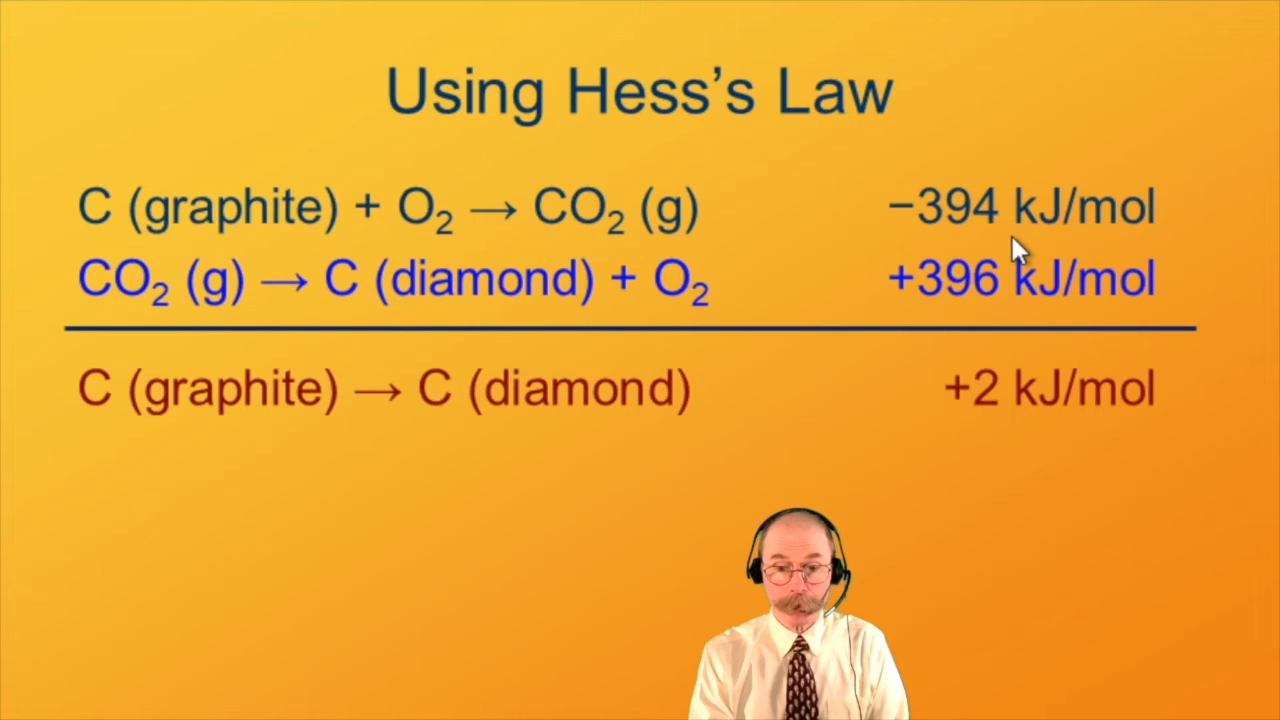 Using Hess’s Law
C (graphite) + O₂ → CO₂ (g) −394 kJ/mol
CO₂ (g) → C (diamond) + O₂ +396 kJ/mol
C (graphite) → C (diamond) +2 kJ/mol